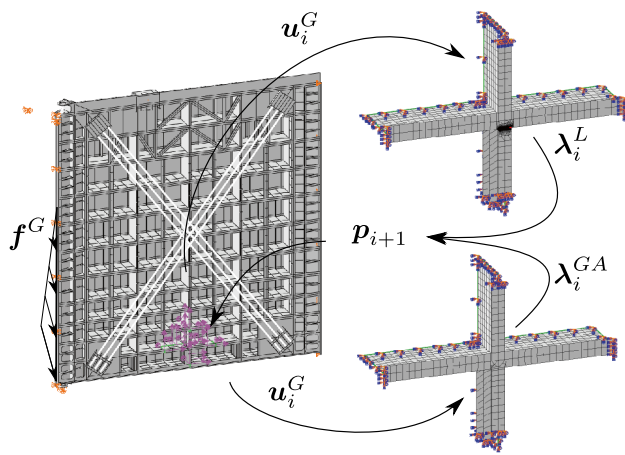 u_i^G
λ_i^L
f^G
p_{i+1}
λ_i^{GA}
u_i^G